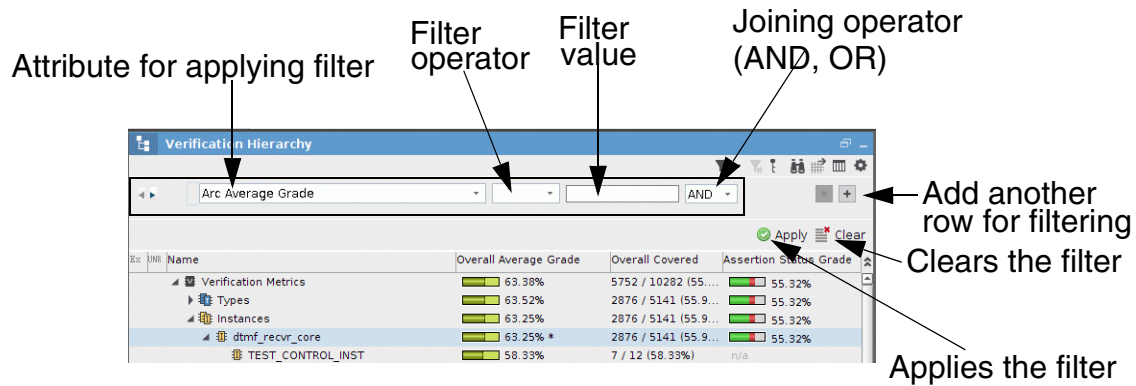 Attribute for applying filter
Filter
operator
Filter
value
Joining operator
(AND, OR)
Verification Hierarchy
Arc Average Grade
AND
Add another
row for filtering
Apply Clear
Clears the filter
Ex UNR Name Overall Average Grade Overall Covered Assertion Status Grade
Verification Metrics 63.38% 5752 / 10282 (55.... 55.32%
Types 63.52% 2876 / 5141 (55.9... 55.32%
Instances 63.25% 2876 / 5141 (55.9... 55.32%
dtmf_recvr_core 63.25% * 2876 / 5141 (55.9... 55.32%
TEST_CONTROL_INST 58.33% 7 / 12 (58.33%) n/a
Applies the filter